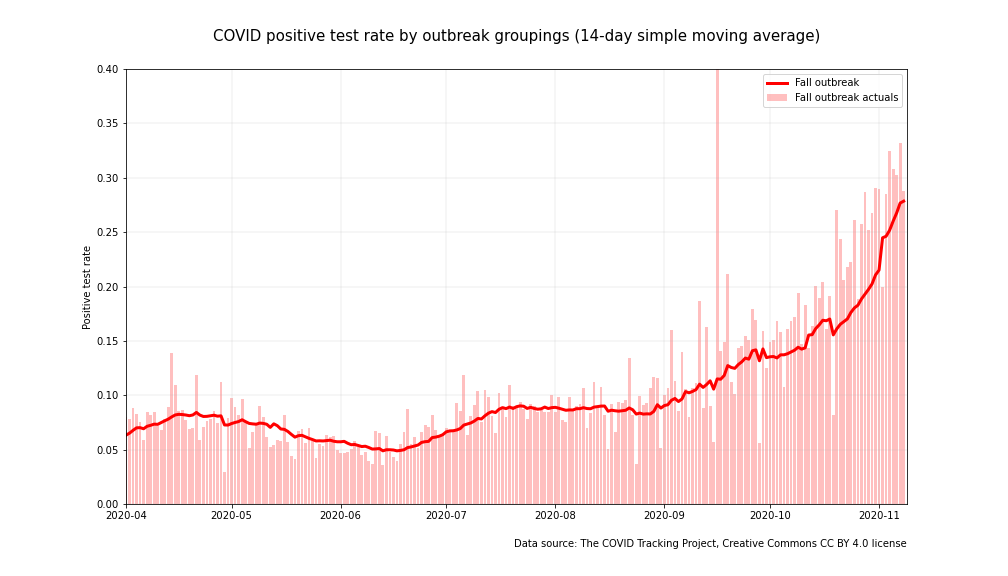 COVID positive test rate by outbreak groupings (14-day simple moving average)
Fall outbreak
Fall outbreak actuals
Positive test rate
0.40
0.35
0.30
0.25
0.20
0.15
0.10
0.05
0.00
2020-04 2020-05 2020-06 2020-07 2020-08 2020-09 2020-10 2020-11
Data source: The COVID Tracking Project, Creative Commons CC BY 4.0 license